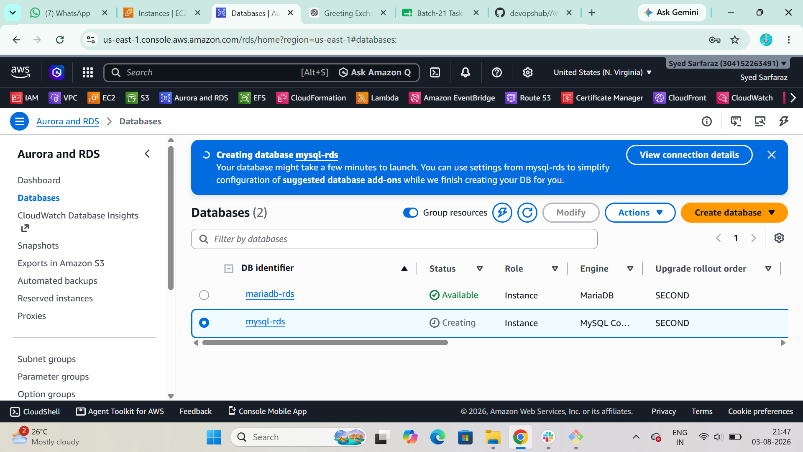 (7) WhatsApp
Instances | EC2
Databases | Au
Greeting Excha
Batch-21 Task
devopshub/AW
Ask Gemini
us-east-1.console.aws.amazon.com/rds/home?region=us-east-1#databases:
aws
Search
[Alt+S]
Ask Amazon Q
United States (N. Virginia)
Syed Sarfaraz (304152263491)
Syed Sarfaraz
IAM
VPC
EC2
S3
Aurora and RDS
EFS
CloudFormation
Lambda
Amazon EventBridge
Route 53
Certificate Manager
CloudFront
CloudWatch
Aurora and RDS > Databases
Aurora and RDS
Dashboard
Databases
CloudWatch Database Insights
Snapshots
Exports in Amazon S3
Automated backups
Reserved instances
Proxies
Subnet groups
Parameter groups
Option groups
Creating database mysql-rds
Your database might take a few minutes to launch. You can use settings from mysql-rds to simplify
configuration of suggested database add-ons while we finish creating your DB for you.
View connection details
Databases (2)
Group resources
Modify
Actions
Create database
Filter by databases
1
DB identifier
Status
Role
Engine
Upgrade rollout order
mariadb-rds
Available
Instance
MariaDB
SECOND
mysql-rds
Creating
Instance
MySQL Co...
SECOND
CloudShell
Agent Toolkit for AWS
Feedback
Console Mobile App
© 2026, Amazon Web Services, Inc. or its affiliates.
Privacy
Terms
Cookie preferences
2
26°C
Mostly cloudy
Search
ENG
IN
21:47
03-08-2026